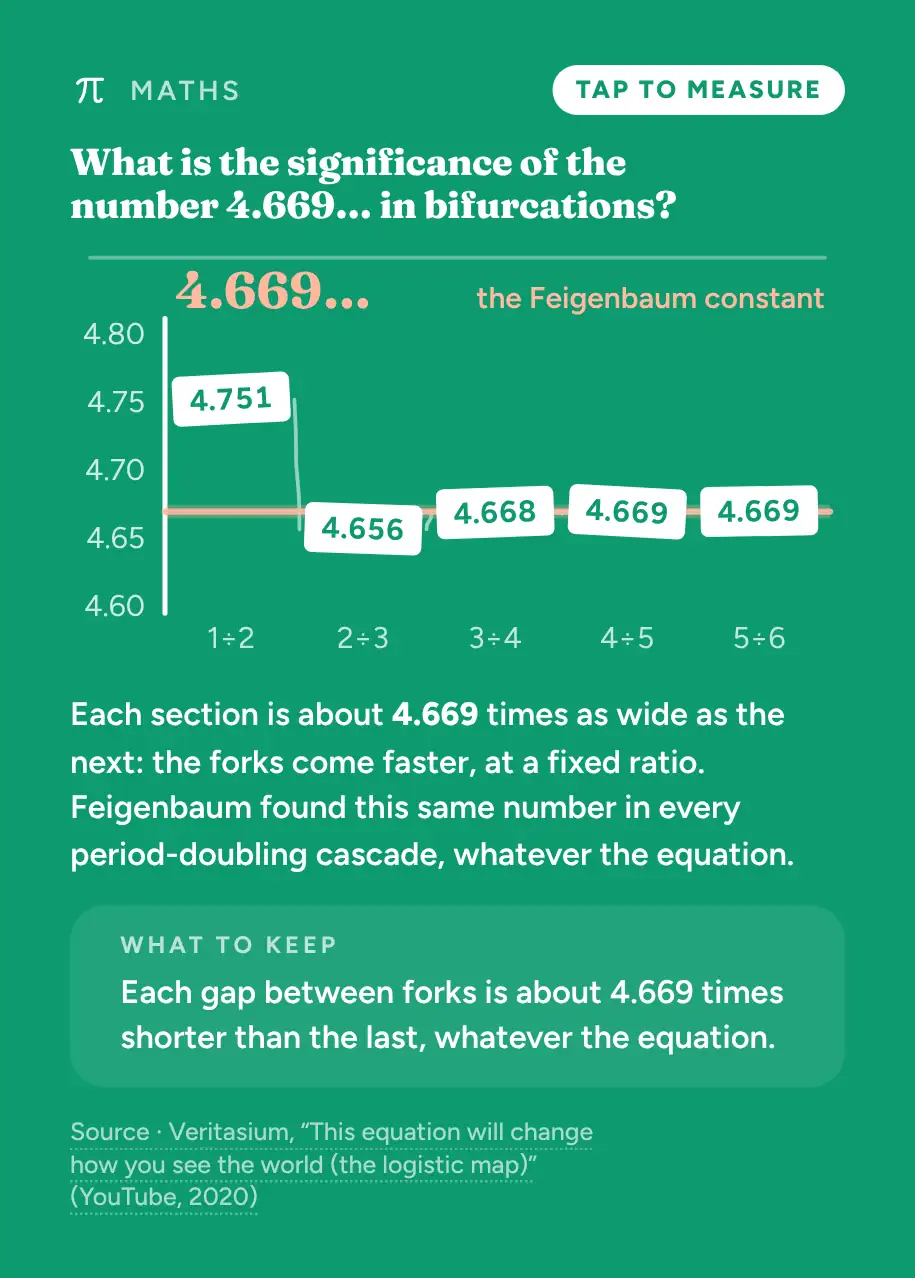 π MATHS
TAP TO MEASURE
What is the significance of the
number 4.669... in bifurcations?
4.669...
the Feigenbaum constant
4.80
4.75
4.70
4.65
4.60
4.751
4.656
4.668
4.669
4.669
1÷2
2÷3
3÷4
4÷5
5÷6
Each section is about 4.669 times as wide as the
next: the forks come faster, at a fixed ratio.
Feigenbaum found this same number in every
period-doubling cascade, whatever the equation.
WHAT TO KEEP
Each gap between forks is about 4.669 times
shorter than the last, whatever the equation.
Source · Veritasium, “This equation will change
how you see the world (the logistic map)”
(YouTube, 2020)